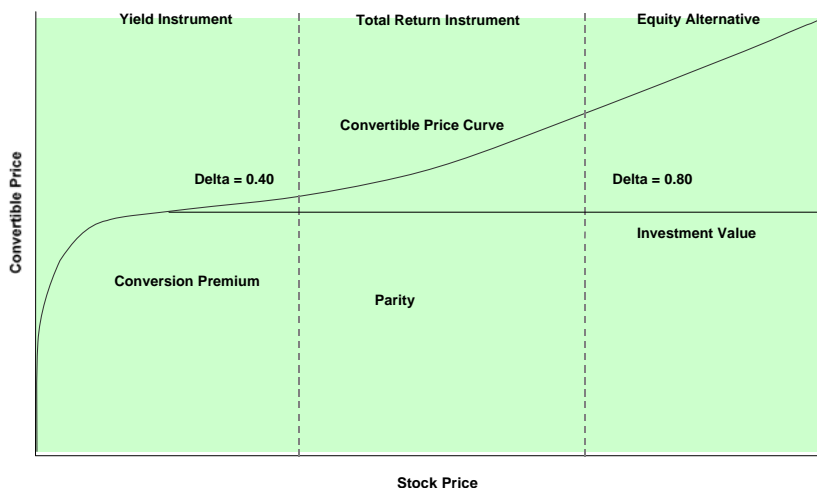 Yield Instrument
Total Return Instrument
Equity Alternative
Convertible Price Curve
Delta = 0.40
Delta = 0.80
Investment Value
Conversion Premium
Parity
Convertible Price
Stock Price